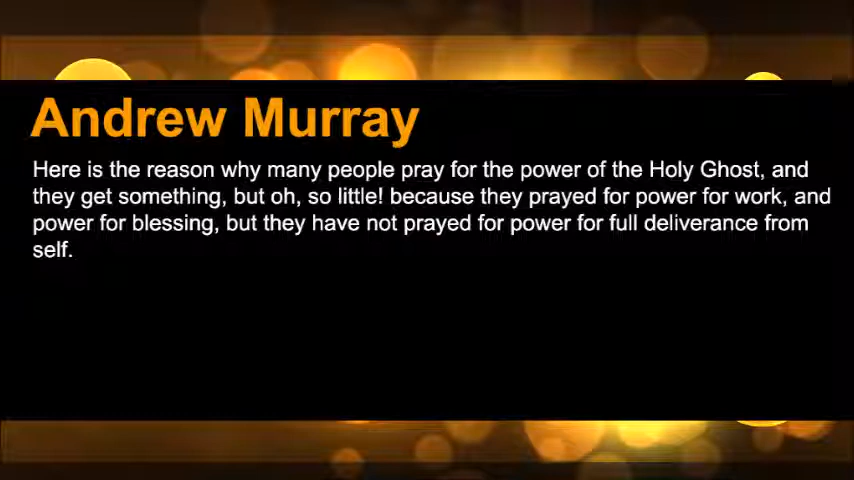 Andrew Murray
Here is the reason why many people pray for the power of the Holy Ghost, and
they get something, but oh, so little! because they prayed for power for work, and
power for blessing, but they have not prayed for power for full deliverance from
self.